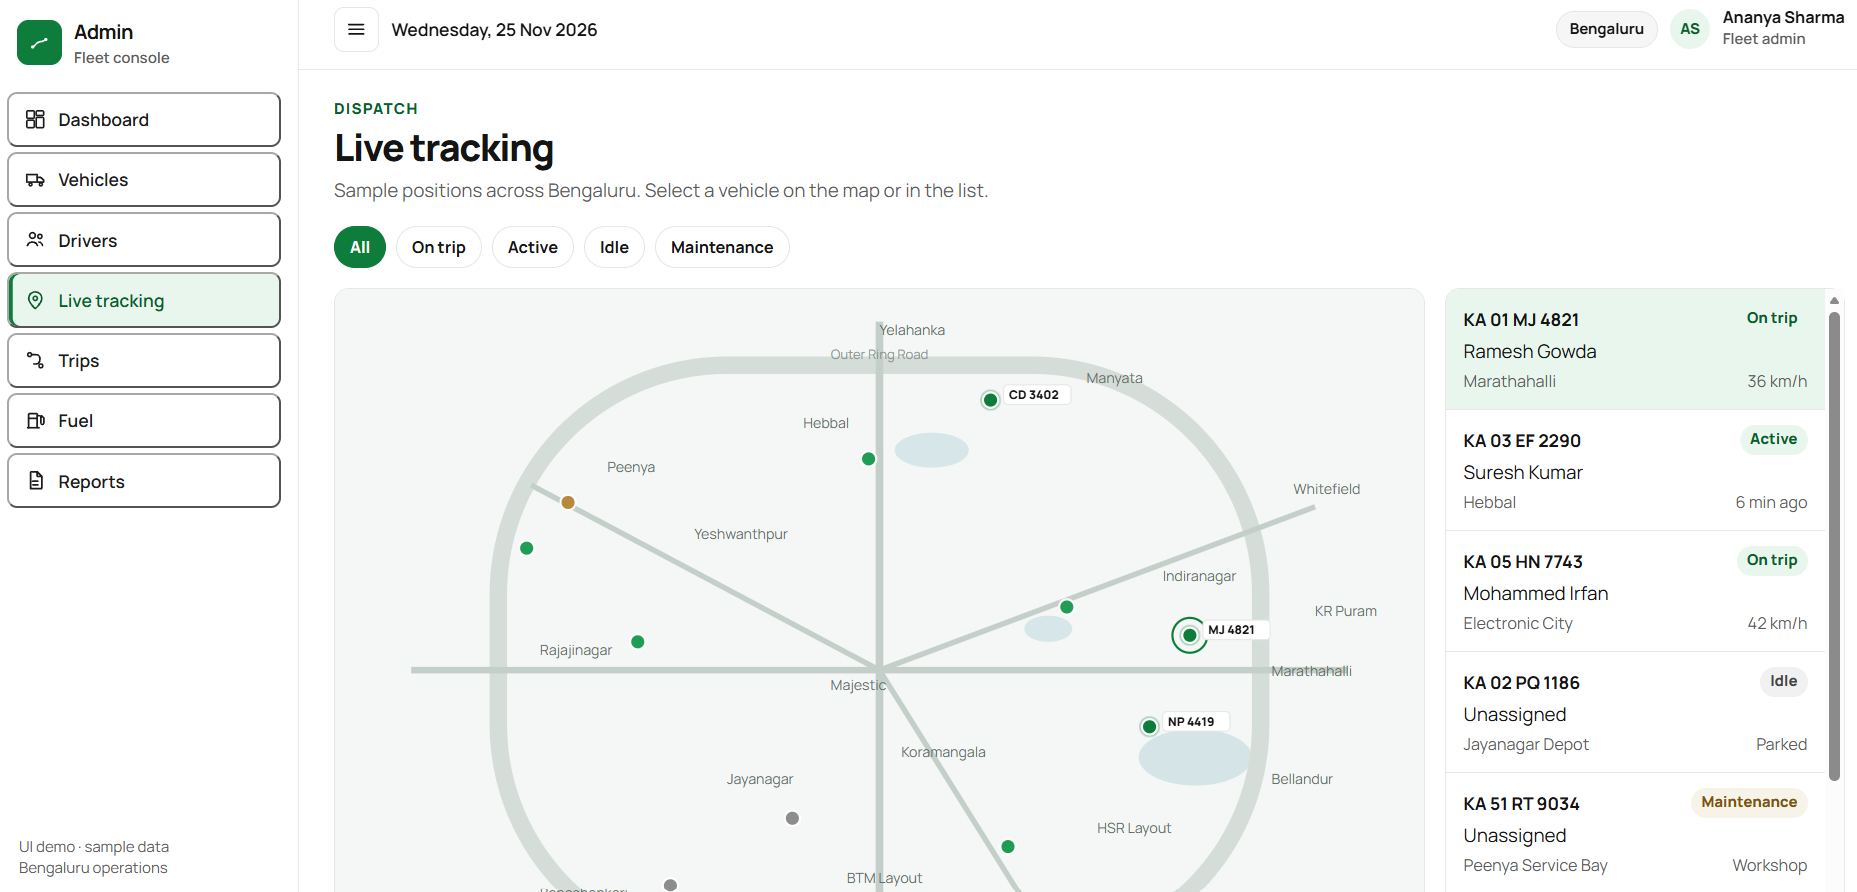 Admin
Fleet console
Dashboard
Vehicles
Drivers
Live tracking
Trips
Fuel
Reports
UI demo · sample data
Bengaluru operations
Wednesday, 25 Nov 2026
Bengaluru
AS
Ananya Sharma
Fleet admin
DISPATCH
Live tracking
Sample positions across Bengaluru. Select a vehicle on the map or in the list.
All
On trip
Active
Idle
Maintenance
Yelahanka
Outer Ring Road
Manyata
CD 3402
Hebbal
Peenya
Whitefield
Yeshwanthpur
Indiranagar
KR Puram
MJ 4821
Rajajinagar
Marathahalli
Majestic
NP 4419
Koramangala
Jayanagar
Bellandur
HSR Layout
BTM Layout
KA 01 MJ 4821
On trip
Ramesh Gowda
Marathahalli
36 km/h
KA 03 EF 2290
Active
Suresh Kumar
Hebbal
6 min ago
KA 05 HN 7743
On trip
Mohammed Irfan
Electronic City
42 km/h
KA 02 PQ 1186
Idle
Unassigned
Jayanagar Depot
Parked
KA 51 RT 9034
Maintenance
Unassigned
Peenya Service Bay
Workshop